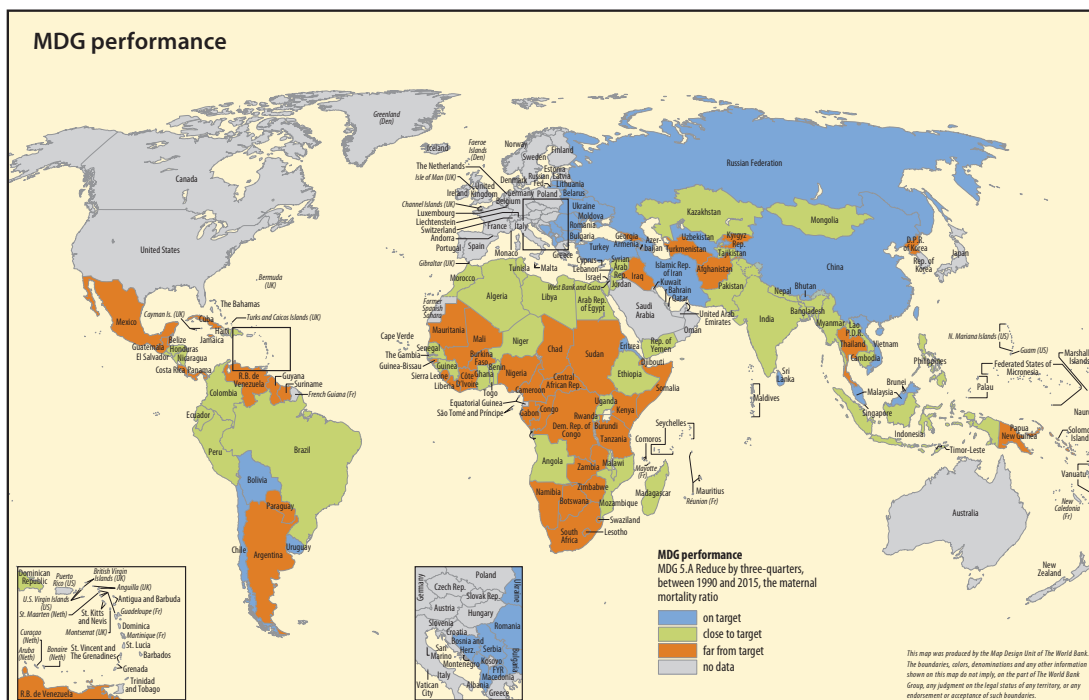 MDG performance
Greenland (Den)
Iceland
Faeroe
Islands
(Den)
Norway
Sweden
Finland
Russian Federation
Canada
The Netherlands
Isle of Man (UK)
Estonia
Latvia
Russian
Fed.
Lithuania
Denmark
Ireland
United
Kingdom
Germany
Poland
Belarus
Belgium
Channel Islands (UK)
Luxembourg
Liechtenstein
Switzerland
France
Italy
Ukraine
Moldova
Romania
Bulgaria
Andorra
Portugal
Spain
Monaco
Gibraltar (UK)
Greece
Malta
Turkey
Cyprus
Lebanon
Israel
West Bank and Gaza
Syrian
Arab
Rep.
Jordan
Georgia
Armenia
Azer-
baijan
Kazakhstan
Mongolia
Uzbekistan
Kyrgyz
Rep.
Turkmenistan
Tajikistan
Afghanistan
Islamic Rep.
of Iran
Iraq
Kuwait
Bahrain
Qatar
Saudi
Arabia
United Arab
Emirates
Oman
Rep. of
Yemen
Pakistan
India
Nepal
Bhutan
Bangladesh
Myanmar
China
D.P.R.
of Korea
Rep. of
Korea
Japan
Lao
P.D.R.
Thailand
Vietnam
Cambodia
Philippines
Sri
Lanka
Maldives
Malaysia
Brunei
Singapore
Indonesia
Timor-Leste
Papua
New Guinea
Palau
N. Mariana Islands (US)
Guam (US)
Federated States of
Micronesia
Marshall
Islands
Nauru
Solomon
Islands
Vanuatu
New
Caledonia
(Fr)
Australia
New
Zealand
United States
Bermuda
(UK)
The Bahamas
Mexico
Cayman Is. (UK)
Cuba
Turks and Caicos Islands (UK)
Haiti
Jamaica
Belize
Guatemala
Honduras
El Salvador
Nicaragua
Costa Rica
Panama
R.B. de
Venezuela
Guyana
Suriname
French Guiana (Fr)
Colombia
Ecuador
Peru
Brazil
Bolivia
Paraguay
Chile
Argentina
Uruguay
Morocco
Tunisia
Algeria
Libya
Arab Rep.
of Egypt
Former
Spanish
Sahara
Cape Verde
Mauritania
Mali
Niger
Chad
Sudan
Eritrea
Djibouti
Senegal
The Gambia
Guinea-Bissau
Guinea
Sierra Leone
Liberia
Côte
D'Ivoire
Burkina
Faso
Ghana
Togo
Benin
Nigeria
Cameroon
Central
African Rep.
Ethiopia
Somalia
Equatorial Guinea
São Tomé and Príncipe
Gabon
Congo
Dem. Rep. of
Congo
Uganda
Kenya
Rwanda
Burundi
Tanzania
Seychelles
Comoros
Mayotte
(Fr)
Angola
Zambia
Malawi
Mozambique
Madagascar
Mauritius
Réunion (Fr)
Zimbabwe
Namibia
Botswana
Swaziland
Lesotho
South
Africa
MDG performance
MDG 5.A Reduce by three-quarters,
between 1990 and 2015, the maternal
mortality ratio
on target
close to target
far from target
no data
Dominican
Republic
Puerto
Rico (US)
British Virgin
Islands (UK)
U.S. Virgin Islands
(US)
Anguilla (UK)
Antigua and Barbuda
St. Maarten (Neth)
St. Kitts
and Nevis
Guadeloupe (Fr)
Montserrat (UK)
Dominica
Martinique (Fr)
St. Lucia
Barbados
Curaçao
(Neth)
Aruba
(Neth)
Bonaire
(Neth)
St. Vincent and
The Grenadines
Grenada
Trinidad
and Tobago
R.B. de Venezuela
Germany
Poland
Czech Rep.
Slovak Rep.
Ukraine
Austria
Hungary
Slovenia
Croatia
Romania
Bosnia and
Herz.
Serbia
San
Marino
Montenegro
Kosovo
Bulgaria
Italy
FYR
Macedonia
Vatican
City
Albania
Greece
This map was produced by the Map Design Unit of The World Bank.
The boundaries, colors, denominations and any other information
shown on this map do not imply, on the part of The World Bank
Group, any judgment on the legal status of any territory, or any
endorsement or acceptance of such boundaries.